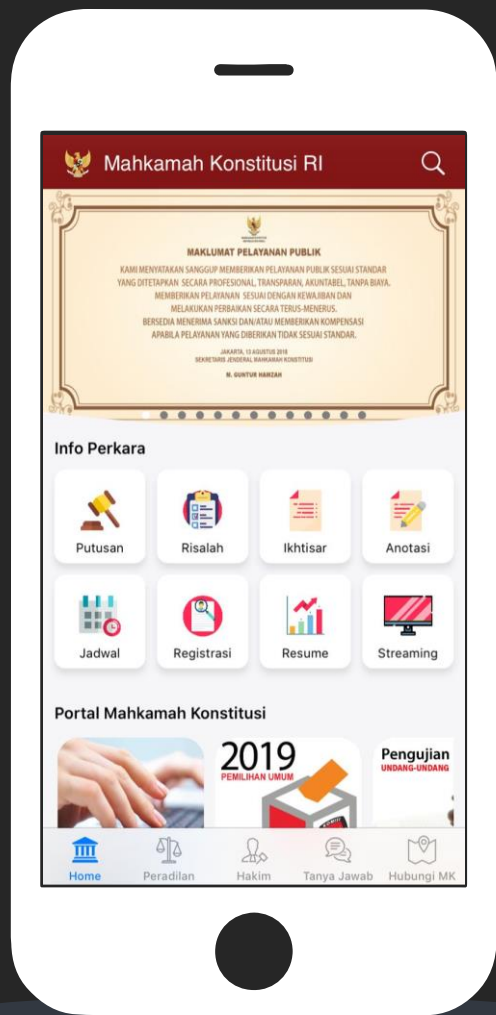 Mahkamah Konstitusi RI
MAKLUMAT PELAYANAN PUBLIK
KAMI MENYATAKAN SANGGUP MEMBERIKAN PELAYANAN PUBLIK SESUAI STANDAR
YANG DITETAPKAN SECARA PROFESIONAL, TRANSPARAN, AKUNTABEL, TANPA BIAYA.
MEMBERIKAN PELAYANAN SESUAI DENGAN KEWAJIBAN DAN
MELAKUKAN PERBAIKAN SECARA TERUS-MENERUS.
BERSEDIA MENERIMA SANKSI DAN/ATAU MEMBERIKAN KOMPENSASI
APABILA PELAYANAN YANG DIBERIKAN TIDAK SESUAI STANDAR.
JAKARTA, 13 AGUSTUS 2018
SEKRETARIS JENDERAL MAHKAMAH KONSTITUSI
M. GUNTUR HAMZAH
Info Perkara
Putusan Risalah Ikhtisar Anotasi
Jadwal Registrasi Resume Streaming
Portal Mahkamah Konstitusi
2019
PEMILIHAN UMUM
Pengujian
UNDANG-UNDANG
Home Peradilan Hakim Tanya Jawab Hubungi MK